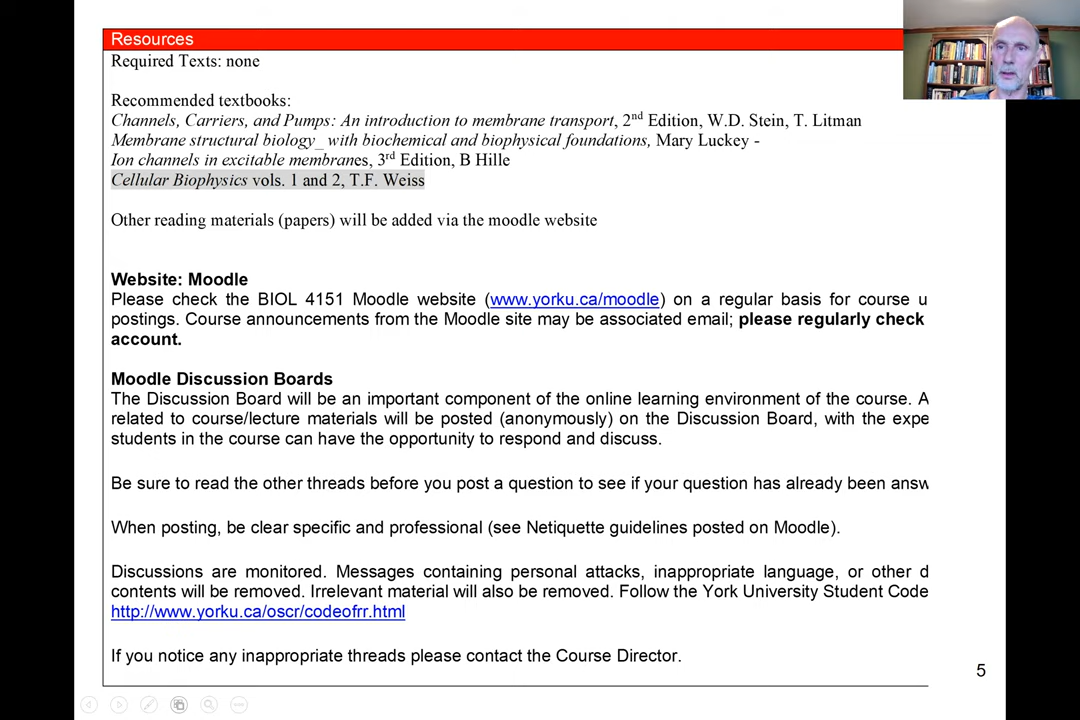 Resources
Required Texts: none
Recommended textbooks:
Channels, Carriers, and Pumps: An introduction to membrane transport, 2nd Edition, W.D. Stein, T. Litman
Membrane structural biology_ with biochemical and biophysical foundations, Mary Luckey -
Ion channels in excitable membranes, 3rd Edition, B Hille
Cellular Biophysics vols. 1 and 2, T.F. Weiss
Other reading materials (papers) will be added via the moodle website
Website: Moodle
Please check the BIOL 4151 Moodle website (www.yorku.ca/moodle) on a regular basis for course u
postings. Course announcements from the Moodle site may be associated email; please regularly check
account.
Moodle Discussion Boards
The Discussion Board will be an important component of the online learning environment of the course. A
related to course/lecture materials will be posted (anonymously) on the Discussion Board, with the expe
students in the course can have the opportunity to respond and discuss.
Be sure to read the other threads before you post a question to see if your question has already been answ
When posting, be clear specific and professional (see Netiquette guidelines posted on Moodle).
Discussions are monitored. Messages containing personal attacks, inappropriate language, or other d
contents will be removed. Irrelevant material will also be removed. Follow the York University Student Code
http://www.yorku.ca/oscr/codeofrr.html
If you notice any inappropriate threads please contact the Course Director.
5